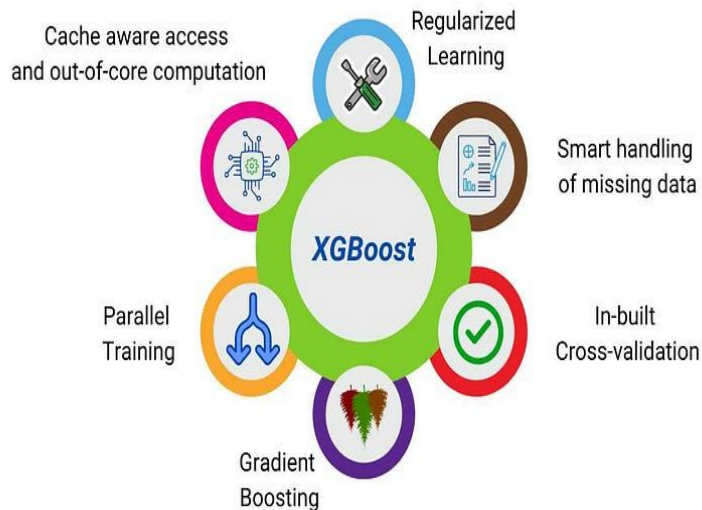 Cache aware access
and out-of-core computation
Regularized
Learning
Smart handling
of missing data
XGBoost
Parallel
Training
In-built
Cross-validation
Gradient
Boosting